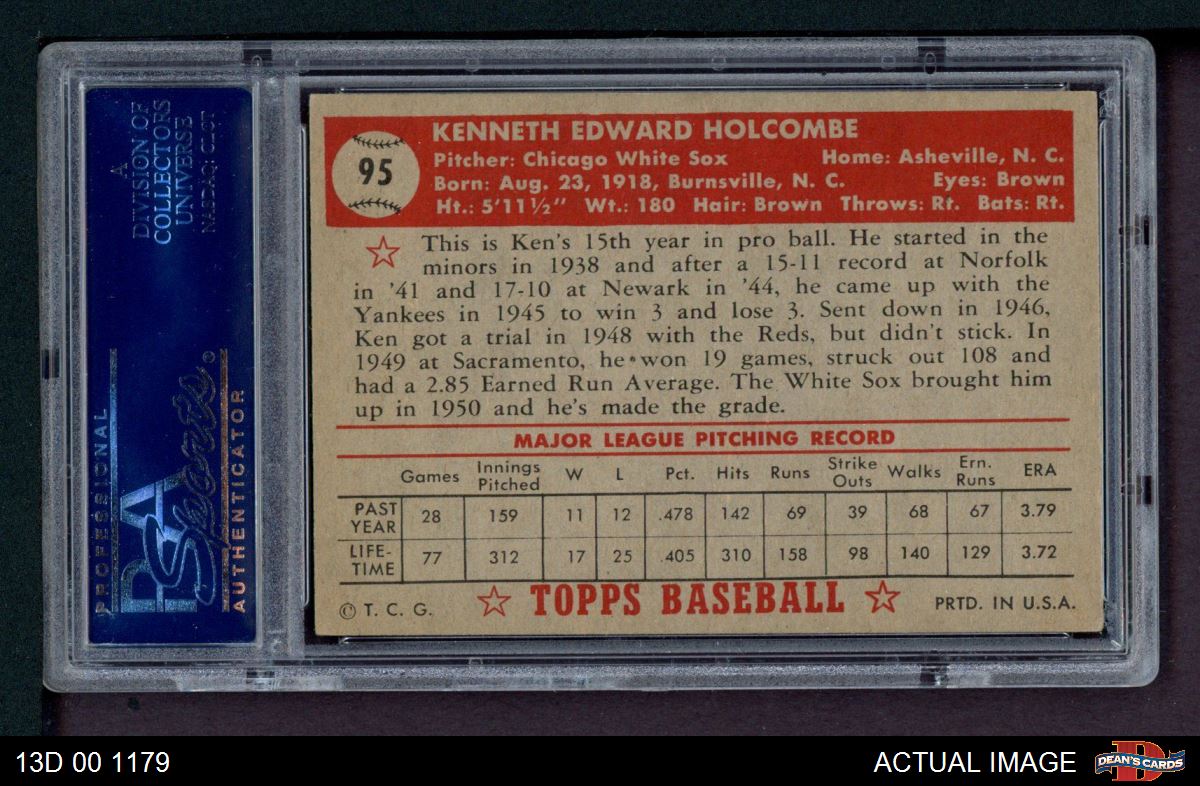 A
DIVISION OF
COLLECTORS
UNIVERSE
NASDAQ: CLCT
PROFESSIONAL
PSA
Sports®
AUTHENTICATOR
95
KENNETH EDWARD HOLCOMBE
Pitcher: Chicago White Sox Home: Asheville, N. C.
Born: Aug. 23, 1918, Burnsville, N. C. Eyes: Brown
Ht.: 5'11½" Wt.: 180 Hair: Brown Throws: Rt. Bats: Rt.
This is Ken's 15th year in pro ball. He started in the
minors in 1938 and after a 15-11 record at Norfolk
in '41 and 17-10 at Newark in '44, he came up with the
Yankees in 1945 to win 3 and lose 3. Sent down in 1946,
Ken got a trial in 1948 with the Reds, but didn't stick. In
1949 at Sacramento, he won 19 games, struck out 108 and
had a 2.85 Earned Run Average. The White Sox brought him
up in 1950 and he's made the grade.
MAJOR LEAGUE PITCHING RECORD
Games Innings Pitched W L Pct. Hits Runs Strike Outs Walks Ern. Runs ERA
PAST YEAR 28 159 11 12 .478 142 69 39 68 67 3.79
LIFE-TIME 77 312 17 25 .405 310 158 98 140 129 3.72
© T. C. G. TOPPS BASEBALL PRTD. IN U.S.A.
13D 00 1179 ACTUAL IMAGE D DEAN'S CARDS